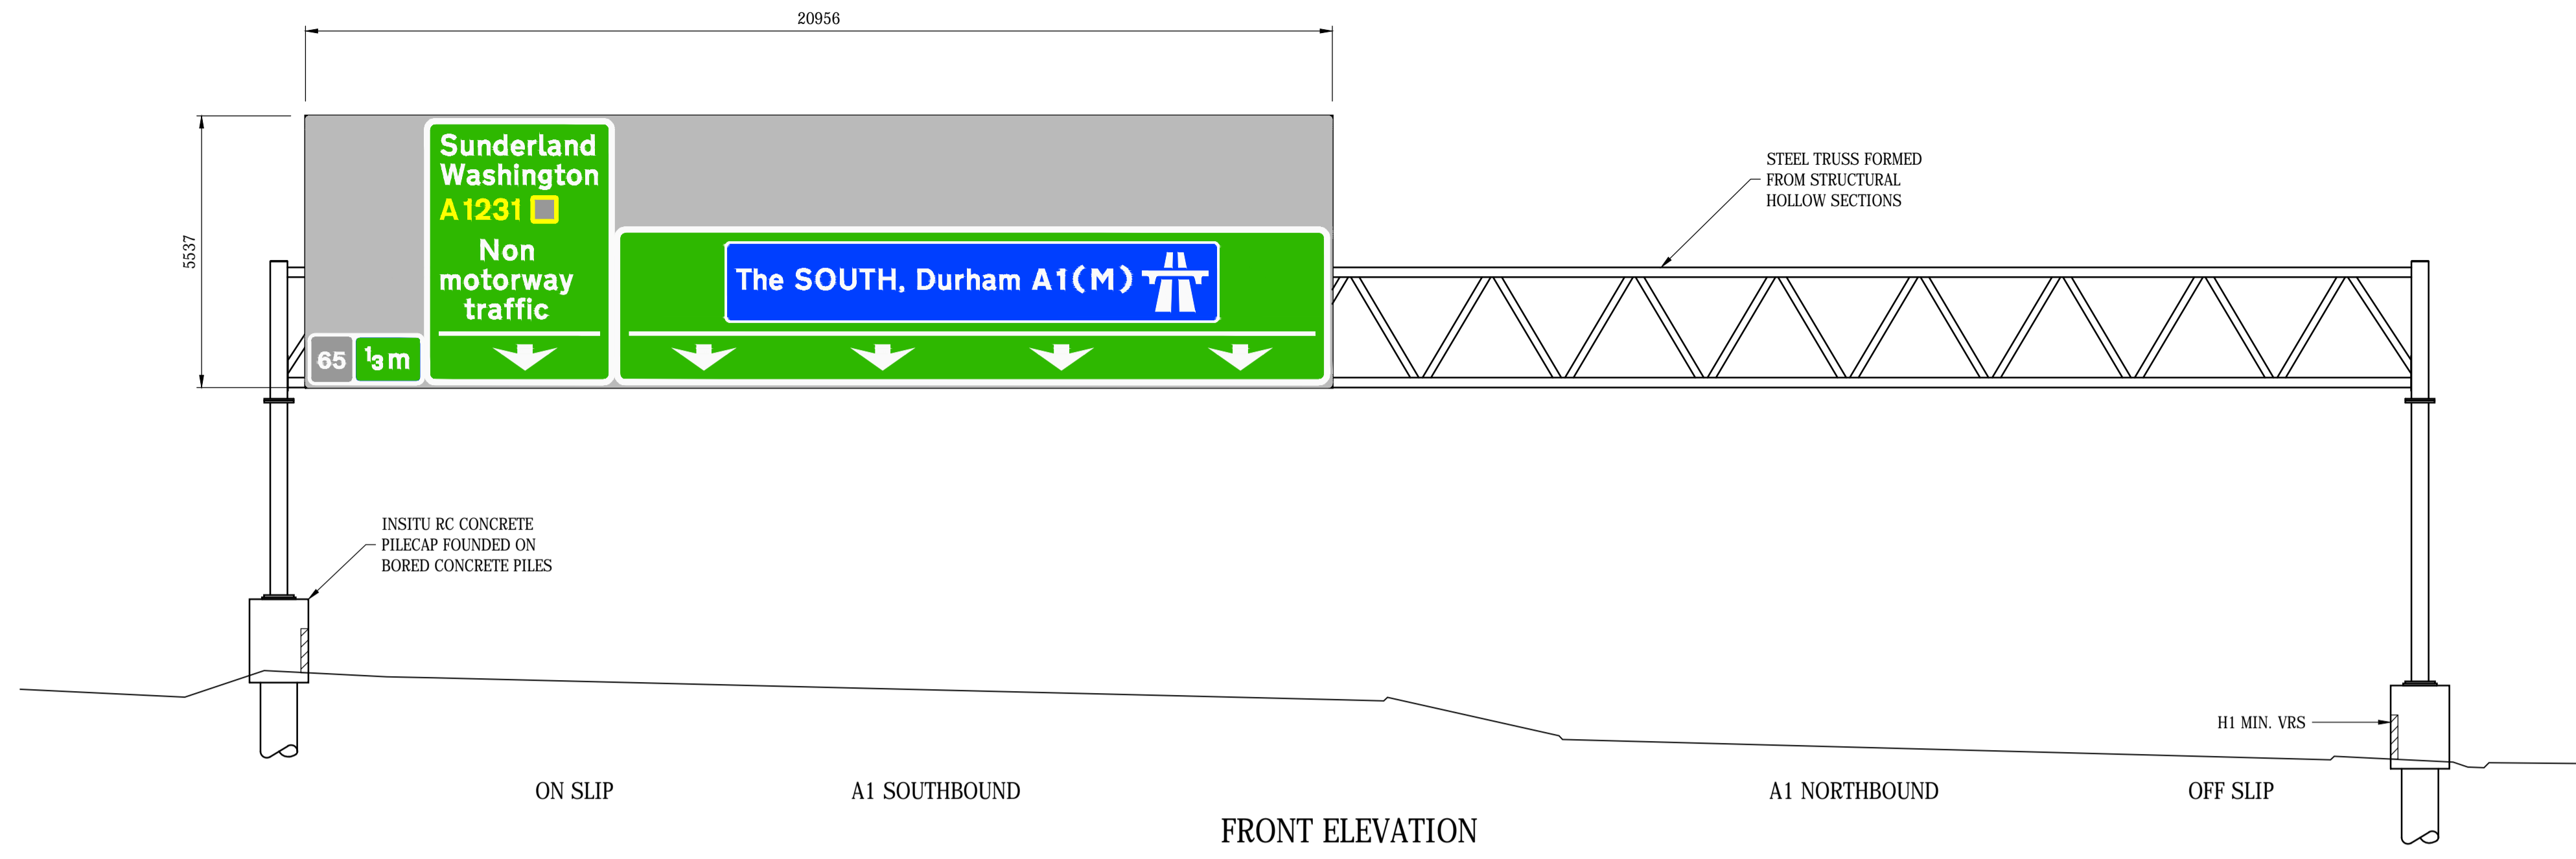 20956
5537
Sunderland
Washington
A1231
Non
motorway
traffic
65 1/3 m
The SOUTH, Durham A1(M)
STEEL TRUSS FORMED
FROM STRUCTURAL
HOLLOW SECTIONS
INSITU RC CONCRETE
PILECAP FOUNDED ON
BORED CONCRETE PILES
H1 MIN. VRS
ON SLIP
A1 SOUTHBOUND
A1 NORTHBOUND
OFF SLIP
FRONT ELEVATION